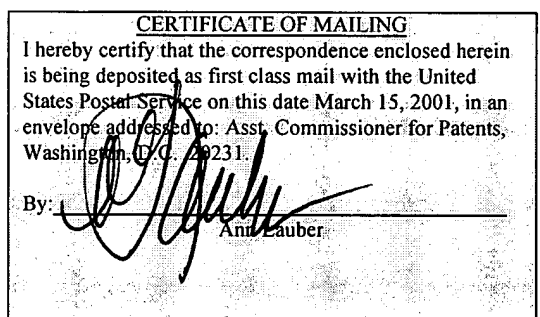 CERTIFICATE OF MAILING
I hereby certify that the correspondence enclosed herein
is being deposited as first class mail with the United
States Postal Service on this date March 15, 2001, in an
envelope addressed to: Asst. Commissioner for Patents,
Washington, D.C. 20231.
By:
Ann Lauber